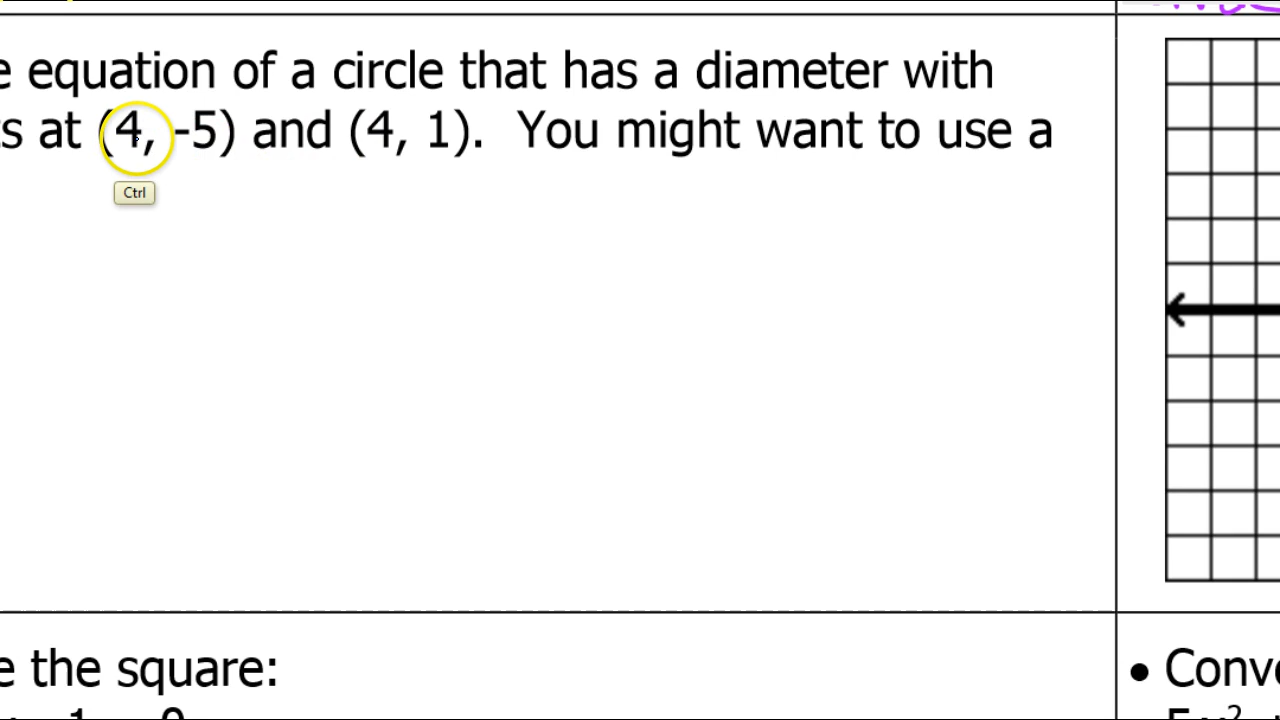 e equation of a circle that has a diameter with
s at (4, -5) and (4, 1). You might want to use a
Ctrl
e the square:
• Conve